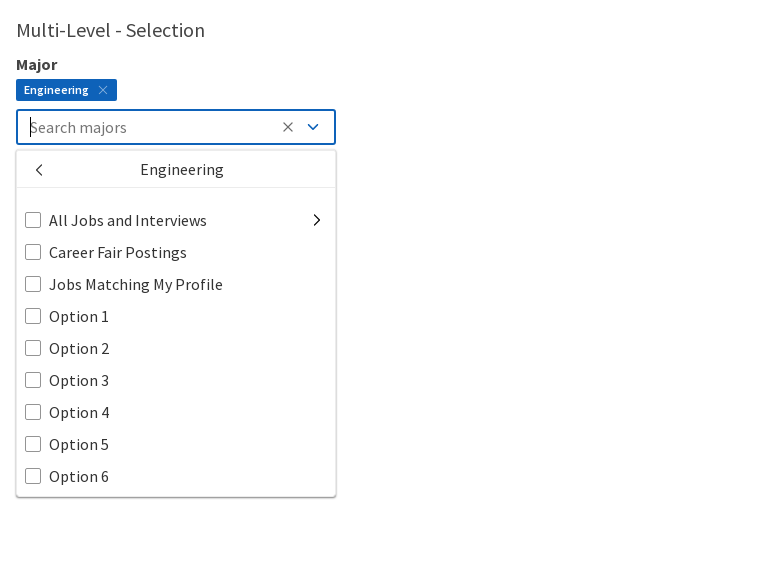 Multi-Level - Selection
Major
Engineering
Search majors
Engineering
All Jobs and Interviews
Career Fair Postings
Jobs Matching My Profile
Option 1
Option 2
Option 3
Option 4
Option 5
Option 6